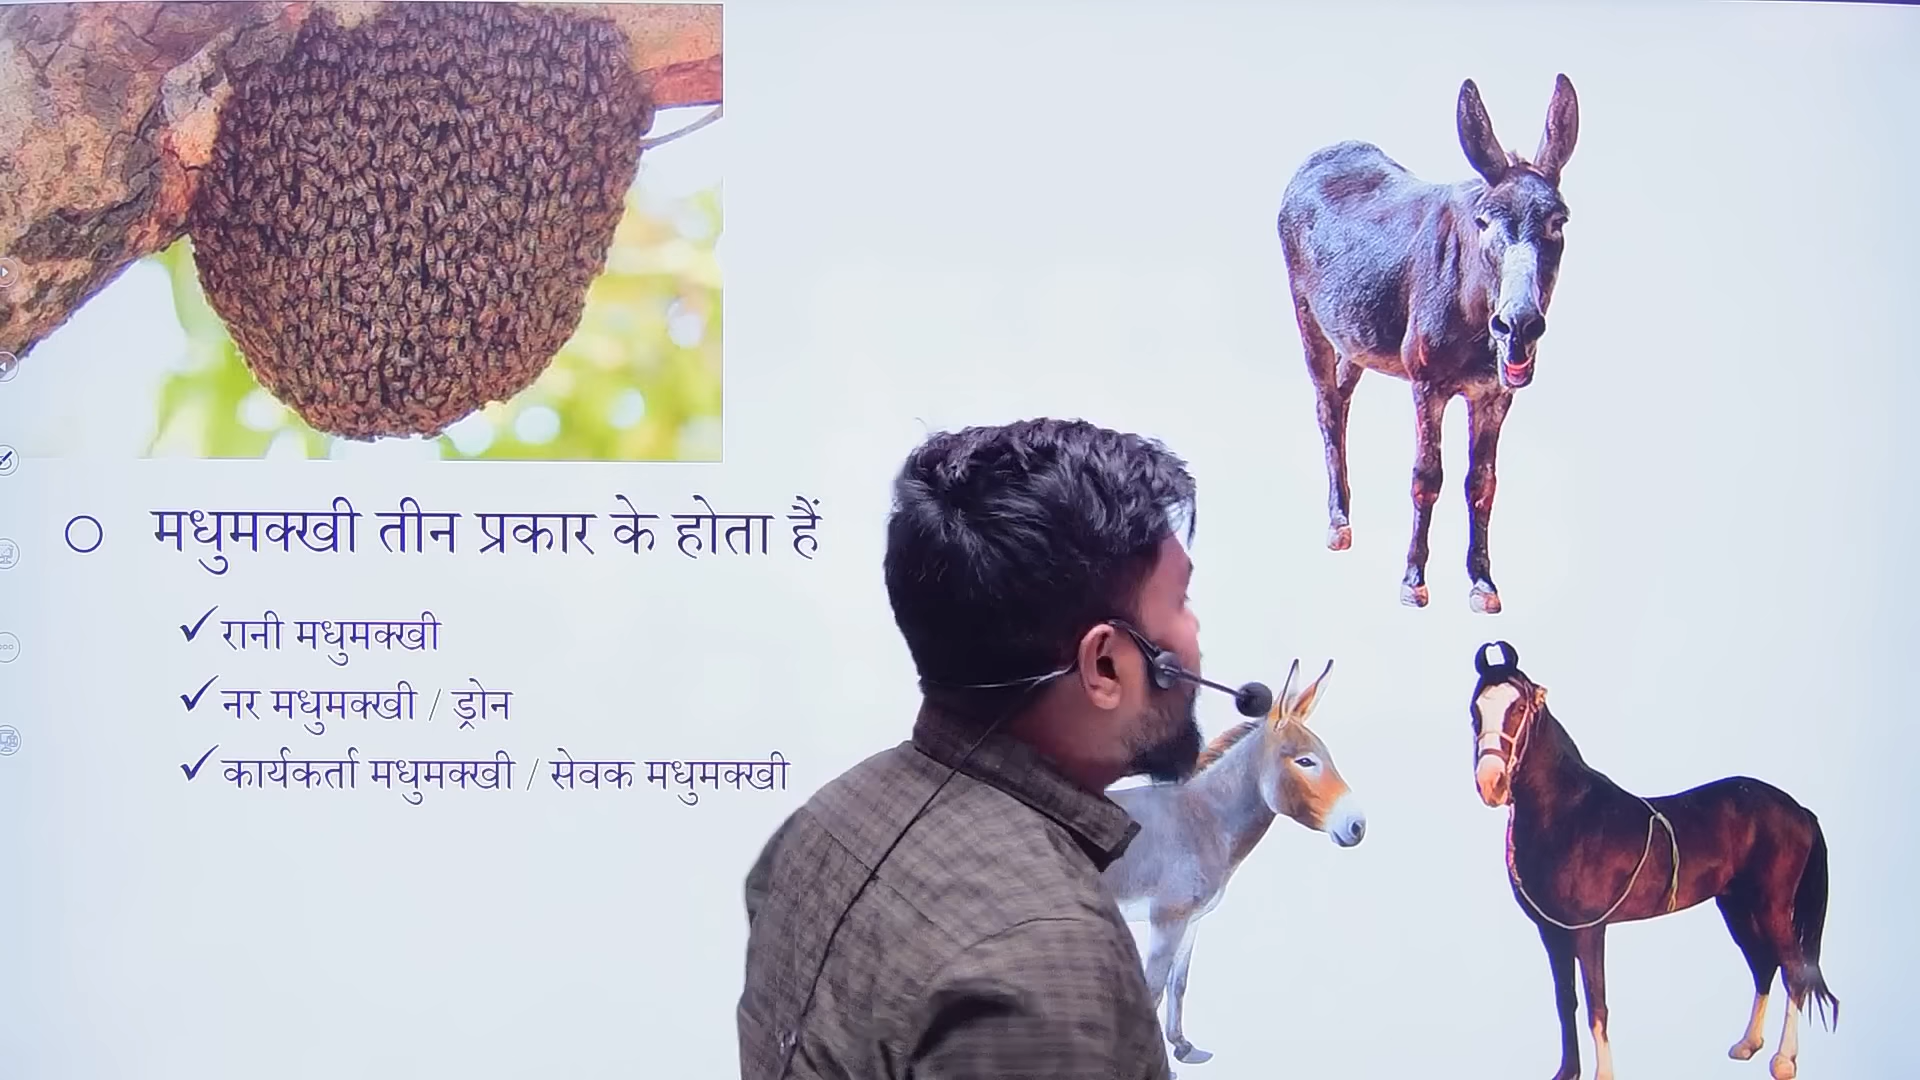 मधुमक्खी तीन प्रकार के होता हैं
रानी मधुमक्खी
नर मधुमक्खी / ड्रोन
कार्यकर्ता मधुमक्खी / सेवक मधुमक्खी